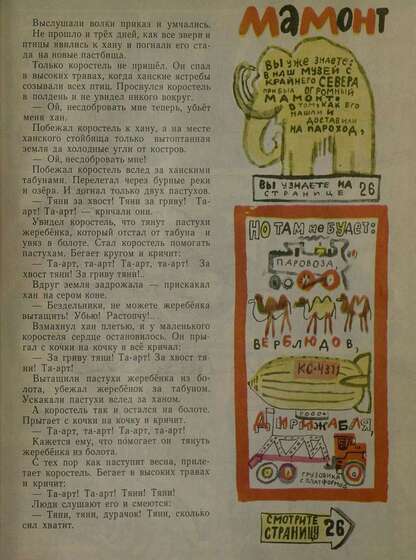 Выслушали волки приказ и умчались.
Не прошло и трёх дней, как все звери и
птицы явились к хану и погнали его ста-
да на новые пастбища.
Только коростель не пришёл. Он спал
в высоких травах, когда ханские ястребы
созывали всех птиц. Проснулся коростель
в полдень и не увидел никого вокруг.
— Ой, несдобровать мне теперь, убьёт
меня хан.
Побежал коростель к хану, а на месте
ханского стойбища только вытоптанная
земля да холодные угли от костров.
— Ой, несдобровать мне!
Побежал коростель вслед за ханскими
табунами. Перелетал через бурные реки
и озёра. И догнал только двух пастухов.
— Тяни за хвост! Тяни за гриву! Та-
арт! Та-арт! — кричали они.
Увидел коростель, что тянут пастухи
жеребёнка, который отстал от табуна и
увяз в болоте. Стал коростель помогать
пастухам. Бегает кругом и кричит:
— Та-арт, та-арт! Та-арт, та-арт! За
хвост тяни! За гриву тяни!..
Вдруг земля задрожала — прискакал
хан на сером коне.
— Бездельники, не можете жеребёнка
вытащить! Убью! Растопчу!..
Взмахнул хан плетью, и у маленького
коростеля сердце остановилось. Он пры-
гал с кочки на кочку и всё кричал:
— За гриву тяни! Та-арт! За хвост тя-
ни! Та-арт!
Вытащили пастухи жеребёнка из бо-
лота, убежал жеребёнок за табуном.
Ускакали пастухи вслед за ханом.
А коростель так и остался на болоте.
Прыгает с кочки на кочку и кричит.
— Та-арт, та-арт! Та-арт, та-арт!
Кажется ему, что помогает он тянуть
жеребёнка из болота.
С тех пор как наступит весна, приле-
тает коростель. Бегает в высоких травах
и кричит:
— Та-арт! Та-арт! Тяни! Тяни!
Люди слушают его и смеются:
— Тяни, тяни, дурачок! Тяни, сколько
сил хватит.
МАМОНТ
ВЫ УЖЕ ЗНАЕТЕ:
В НАШ МУЗЕЙ С
КРАЙНЕГО СЕВЕРА
ПРИБЫЛ ОГРОМНЫЙ
МАМОНТ.
О ТОМ, КАК ЕГО
НАШЛИ И
ДОСТАВИЛИ
НА ПАРОХОД,
ВЫ УЗНАЕТЕ НА
СТРАНИЦЕ 26
НО ТАМ НЕ БУДЕТ:
ПАРОВОЗА,
ВЕРБЛЮДОВ,
КС-4371
ДИРИЖАБЛЯ,
ГРУЗОВИКА
С ПЛАТФОРМОЙ
СМОТРИТЕ
СТРАНИЦУ 26